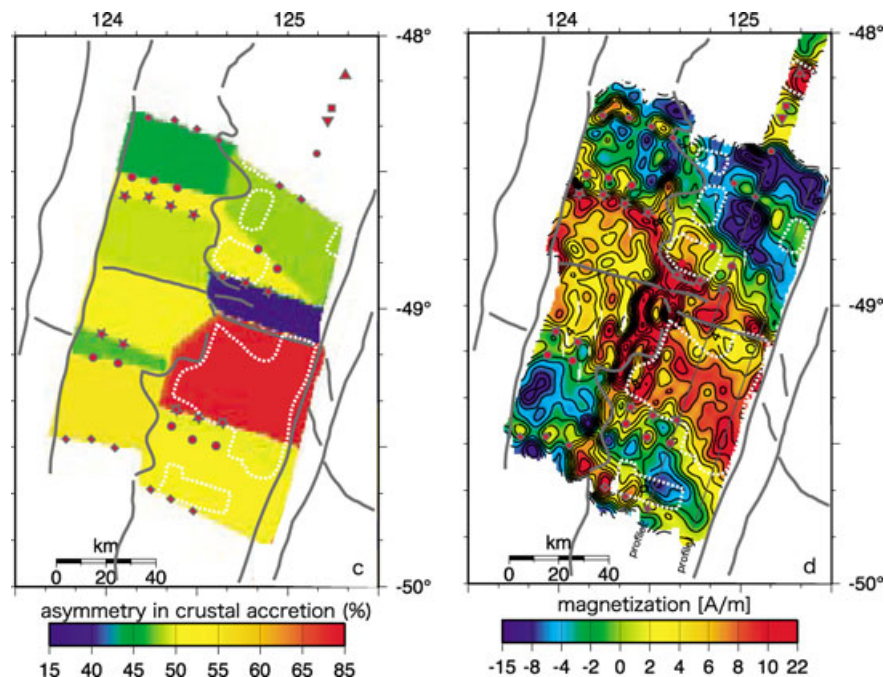 124 125
124 125
-48°
-48°
-49°
-49°
profile
profile
km
0 20 40
c
km
0 20 40
d
-50°
-50°
asymmetry in crustal accretion (%)
15 40 45 50 55 60 65 85
magnetization [A/m]
-15 -8 -4 -2 0 2 4 6 8 10 22